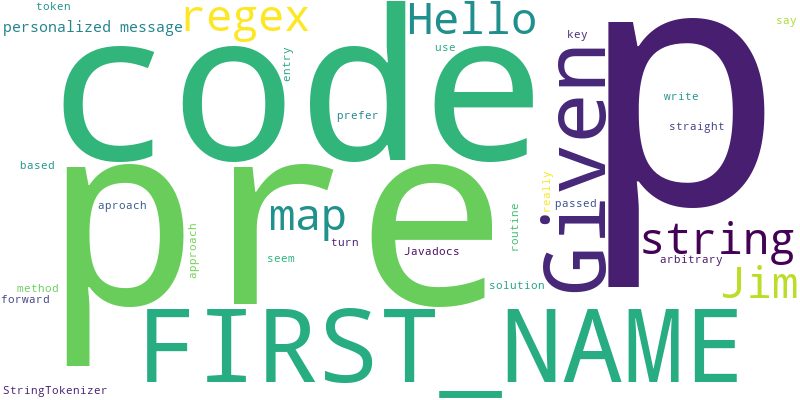 token
personalized message
regex
Hello
say
code
entry
use
key
p
prefer
Given
write
straight
based
pre
aproach
approach
map
turn
seem
Javadocs
routine
really
passed
string
arbitrary
Jim
method
forward
solution
FIRST_NAME
StringTokenizer